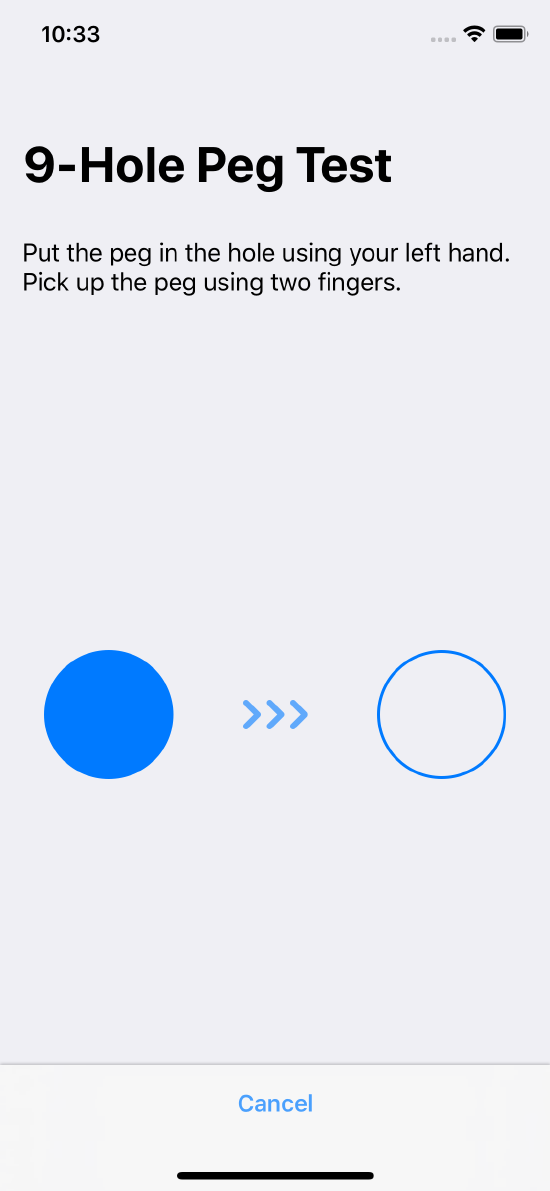 10:33
9-Hole Peg Test
Put the peg in the hole using your left hand.
Pick up the peg using two fingers.
Cancel